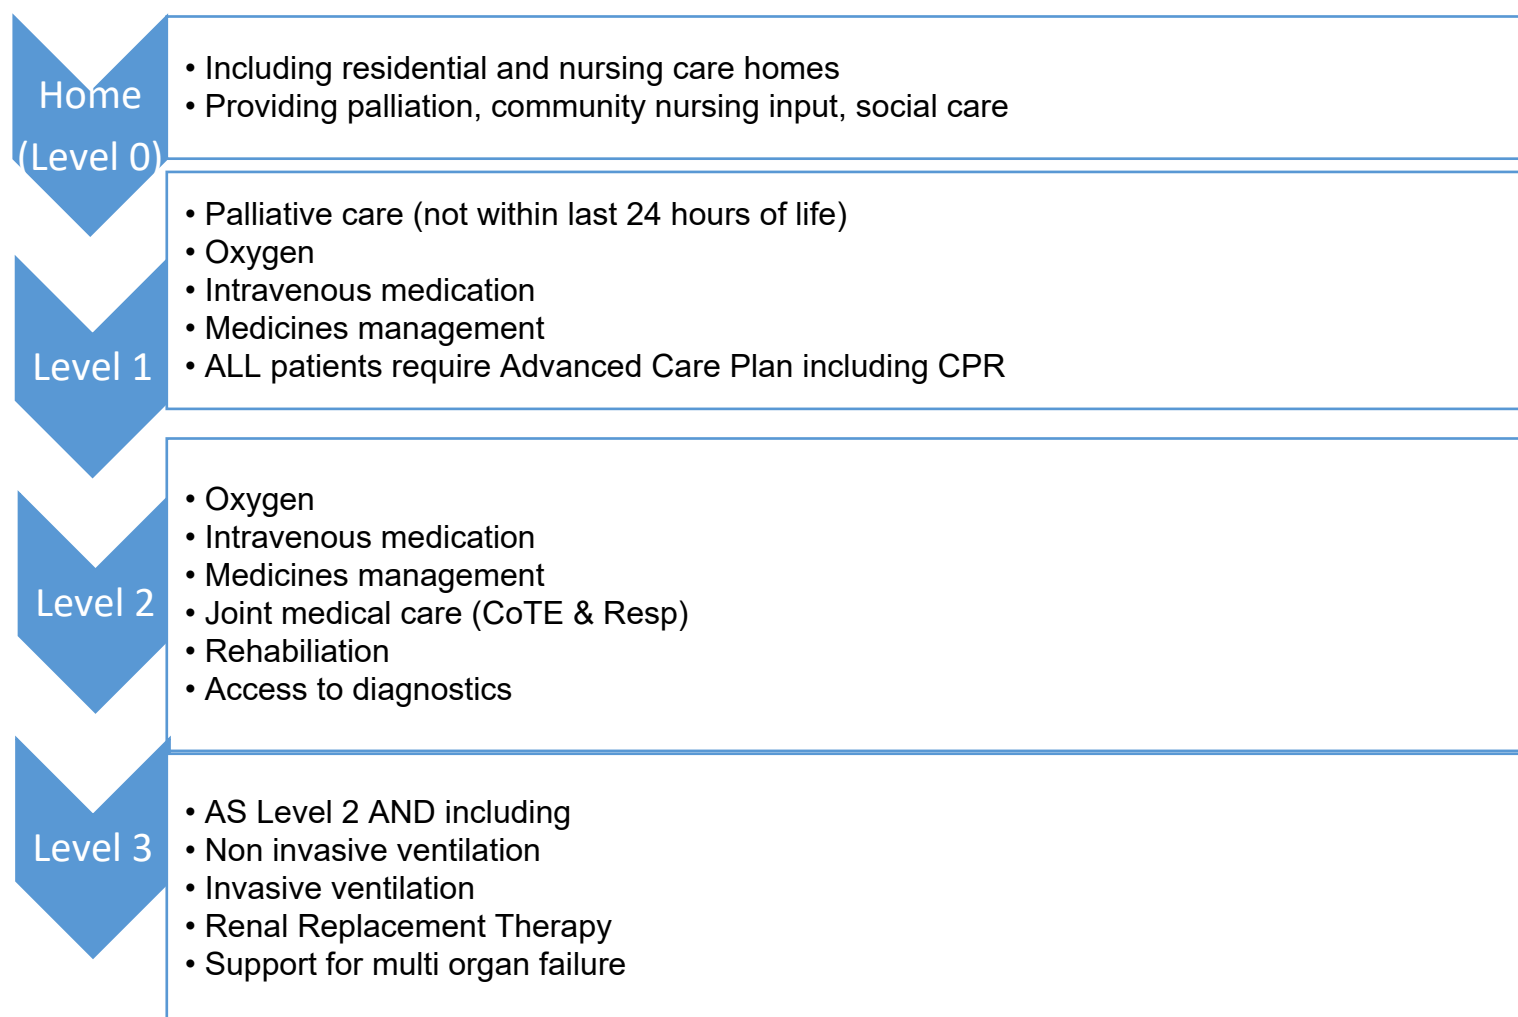 Home
(Level 0)
• Including residential and nursing care homes
• Providing palliation, community nursing input, social care
Level 1
• Palliative care (not within last 24 hours of life)
• Oxygen
• Intravenous medication
• Medicines management
• ALL patients require Advanced Care Plan including CPR
Level 2
• Oxygen
• Intravenous medication
• Medicines management
• Joint medical care (CoTE & Resp)
• Rehabiliation
• Access to diagnostics
Level 3
• AS Level 2 AND including
• Non invasive ventilation
• Invasive ventilation
• Renal Replacement Therapy
• Support for multi organ failure